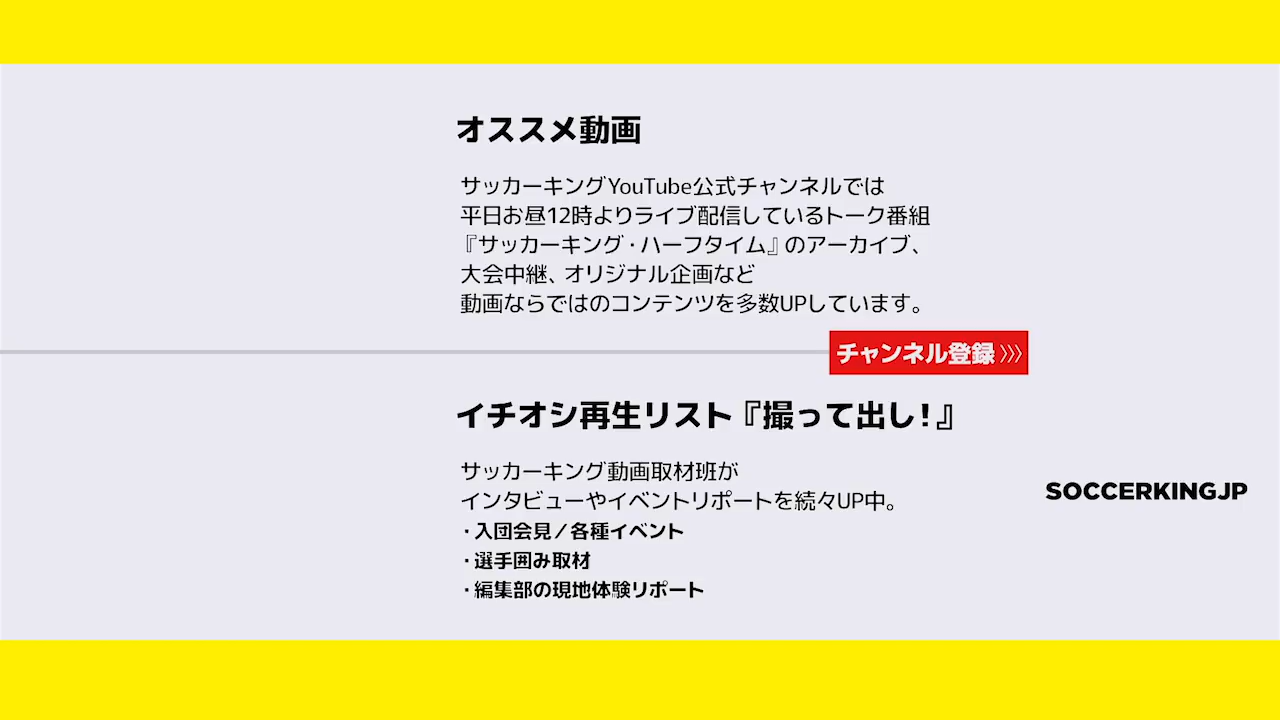 オススメ動画
サッカーキングYouTube公式チャンネルでは
平日お昼12時よりライブ配信しているトーク番組
『サッカーキング・ハーフタイム』のアーカイブ、
大会中継、オリジナル企画など
動画ならではのコンテンツを多数UPしています。
チャンネル登録 》》》
イチオシ再生リスト『撮って出し！』
サッカーキング動画取材班が
インタビューやイベントリポートを続々UP中。
・入団会見／各種イベント
・選手囲み取材
・編集部の現地体験リポート
SOCCERKINGJP